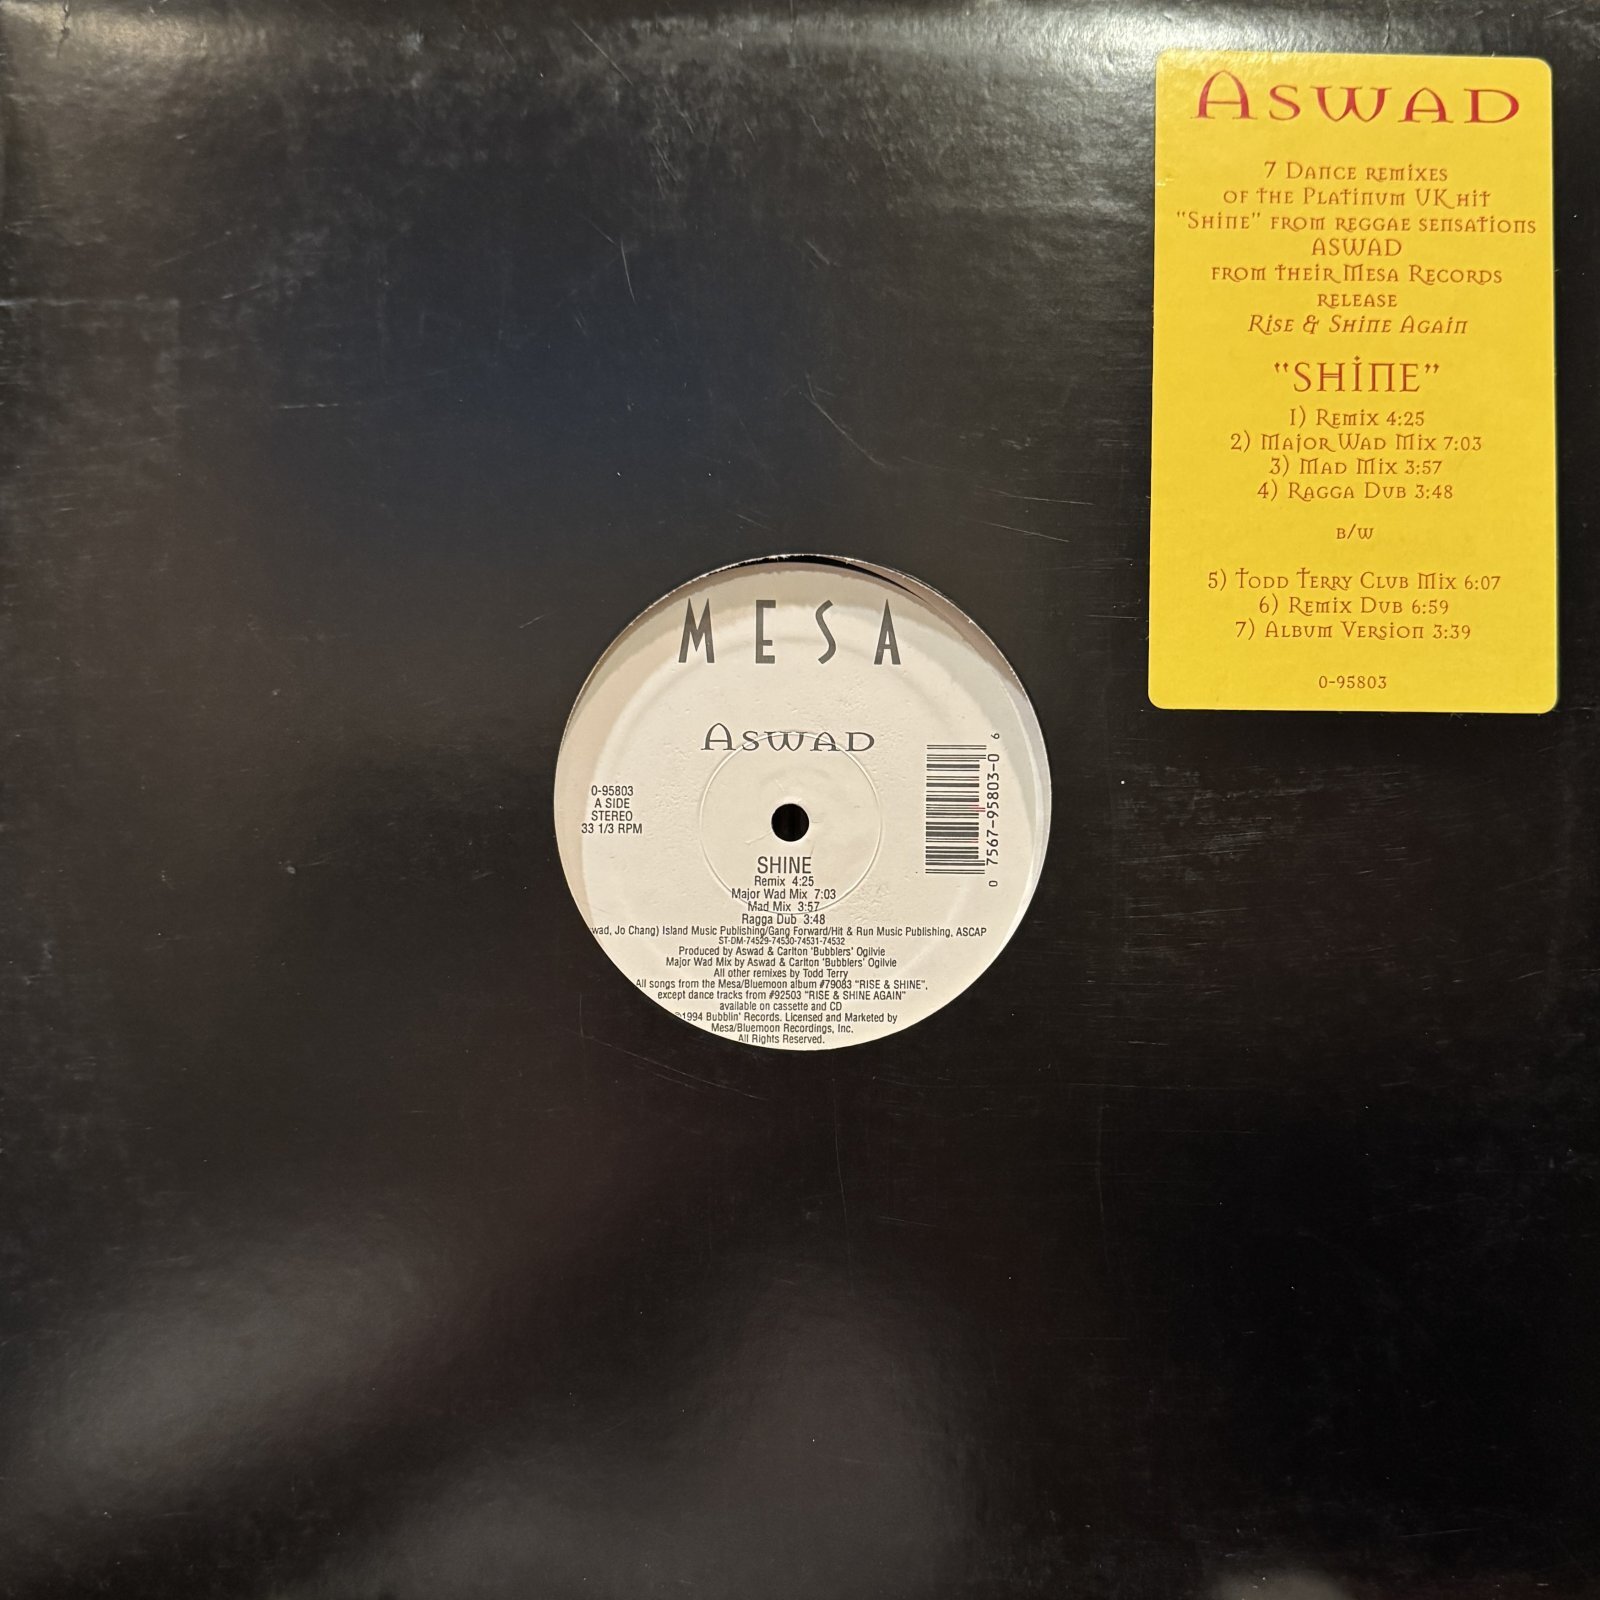 ASWAD
7 Dance remixes
of the Platinum UK hit
"Shine" from reggae sensations
ASWAD
from their Mesa Records
release
Rise & Shine Again
"SHINE"
1) Remix 4:25
2) Major Wad Mix 7:03
3) Mad Mix 3:57
4) Ragga Dub 3:48
B/W
5) Todd Terry Club Mix 6:07
6) Remix Dub 6:59
7) Album Version 3:39
0-95803
MESA
ASWAD
0-95803
A SIDE
STEREO
33 1/3 RPM
0 7567-95803-0 6
SHINE
Remix 4:25
Major Wad Mix 7:03
Mad Mix 3:57
Ragga Dub 3:48
wad, Jo Chang) Island Music Publishing/Gang Forward/Hit & Run Music Publishing, ASCAP
ST-DM-74529-74530-74531-74532
Produced by Aswad & Carlton 'Bubblers' Ogilvie
Major Wad Mix by Aswad & Carlton 'Bubblers' Ogilvie
All other remixes by Todd Terry
All songs from the Mesa/Bluemoon album #79083 "RISE & SHINE",
except dance tracks from #92503 "RISE & SHINE AGAIN"
available on cassette and CD
1994 Bubblin' Records. Licensed and Marketed by
Mesa/Bluemoon Recordings, Inc.
All Rights Reserved.